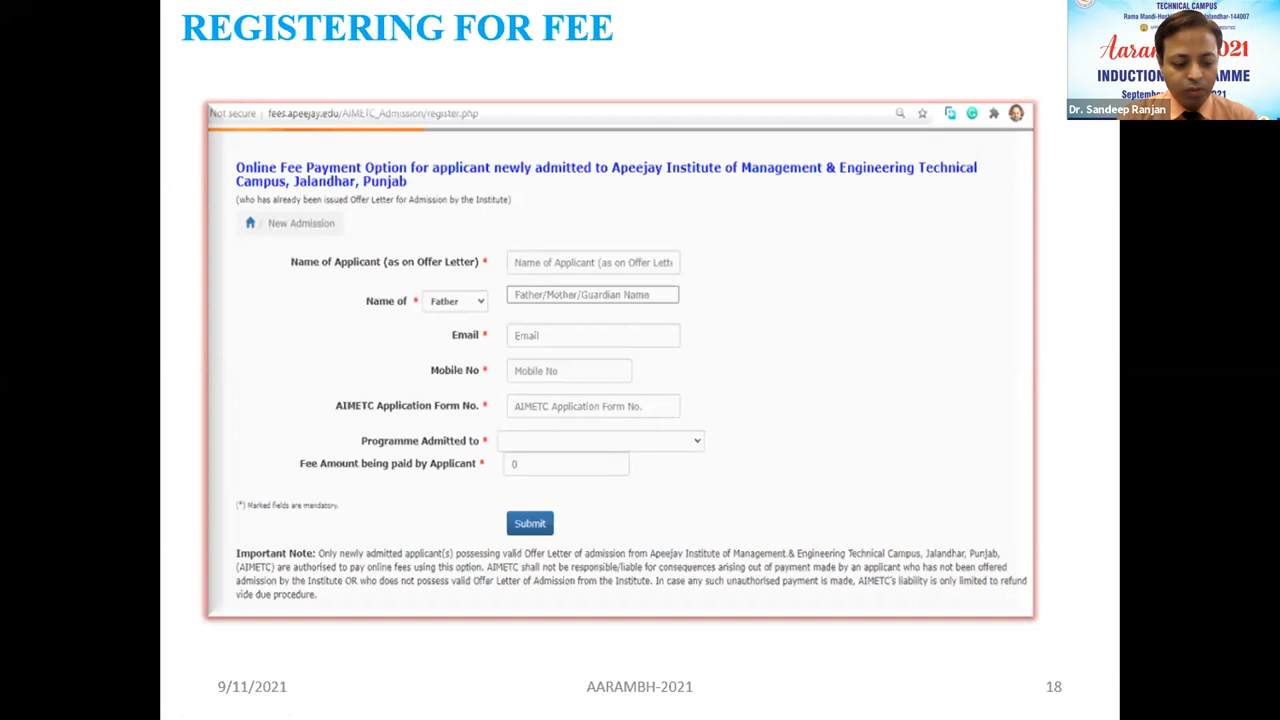 REGISTERING FOR FEE
TECHNICAL CAMPUS
INDUCTION
2021
Dr. Sandeep Ranjan
Not secure | fees.apeejay.edu/AIMETC_Admission/register.php
Online Fee Payment Option for applicant newly admitted to Apeejay Institute of Management & Engineering Technical
Campus, Jalandhar, Punjab
(who has already been issued Offer Letter for Admission by the Institute)
/ New Admission
Name of Applicant (as on Offer Letter) * Name of Applicant (as on Offer Lette
Name of * Father Father/Mother/Guardian Name
Email * Email
Mobile No * Mobile No
AIMETC Application Form No. * AIMETC Application Form No.
Programme Admitted to *
Fee Amount being paid by Applicant * 0
(*) Marked fields are mandatory.
Submit
Important Note: Only newly admitted applicant(s) possessing valid Offer Letter of admission from Apeejay Institute of Management & Engineering Technical Campus, Jalandhar, Punjab,
(AIMETC) are authorised to pay online fees using this option. AIMETC shall not be responsible/liable for consequences arising out of payment made by an applicant who has not been offered
admission by the Institute OR who does not possess valid Offer Letter of Admission from the Institute. In case any such unauthorised payment is made, AIMETC's liability is only limited to refund
vide due procedure.
9/11/2021 AARAMBH-2021 18